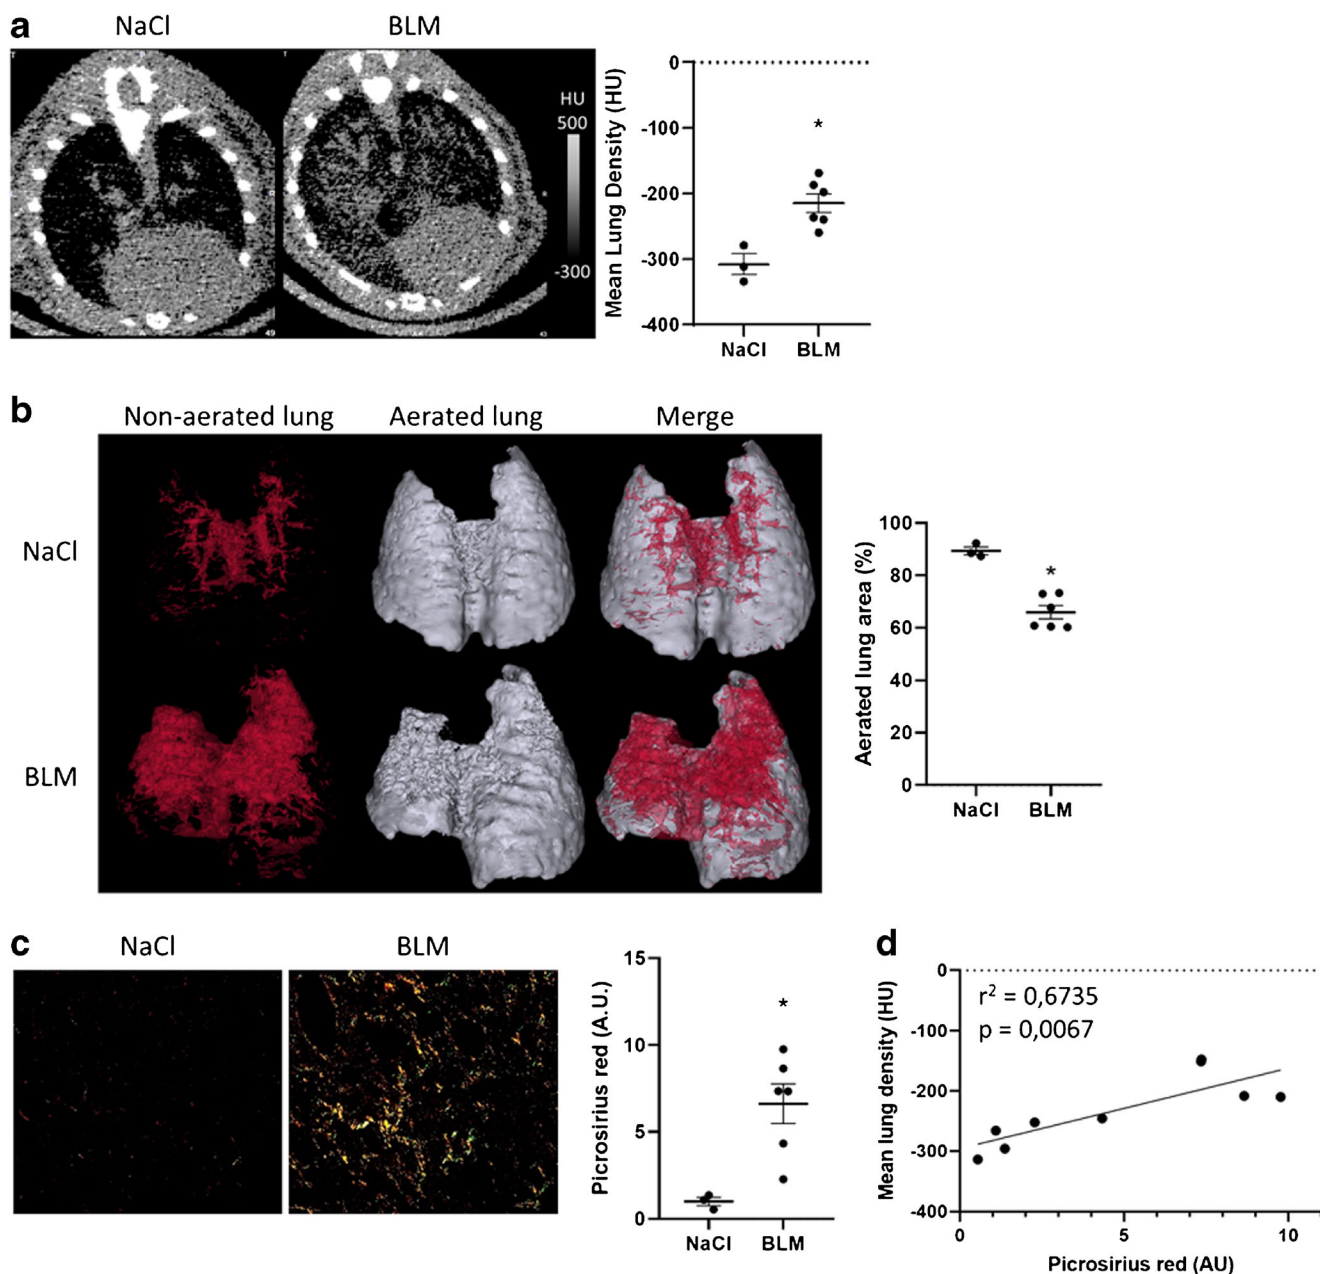 a
NaCl
BLM
HU
500
-300
49
43
Mean Lung Density (HU)
0
-100
-200
-300
-400
*
NaCl
BLM
b
Non-aerated lung
Aerated lung
Merge
NaCl
BLM
Aerated lung area (%)
100
80
60
40
20
0
*
NaCl
BLM
c
NaCl
BLM
Picrosirius red (A.U.)
15
10
5
0
*
NaCl
BLM
d
Mean lung density (HU)
0
-100
-200
-300
-400
r² = 0,6735
p = 0,0067
0
5
10
Picrosirius red (AU)